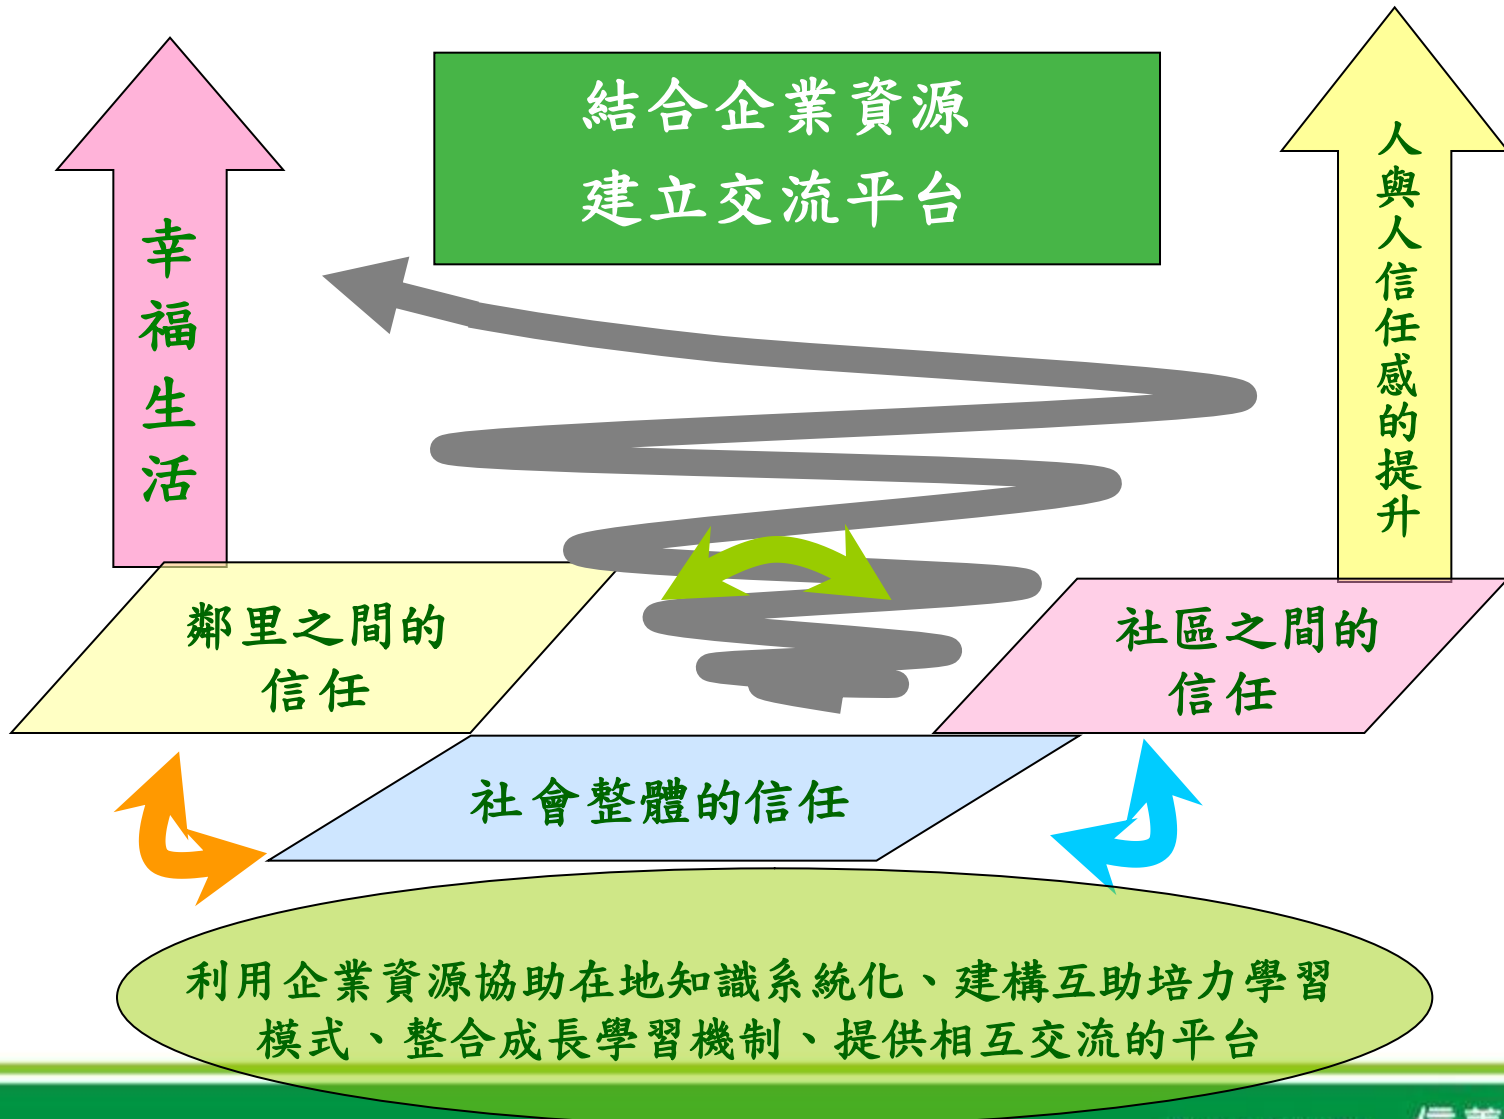 結合企業資源
建立交流平台
幸福生活
人與人信任感的提升
鄰里之間的
信任
社區之間的
信任
社會整體的信任
利用企業資源協助在地知識系統化、建構互助培力學習
模式、整合成長學習機制、提供相互交流的平台